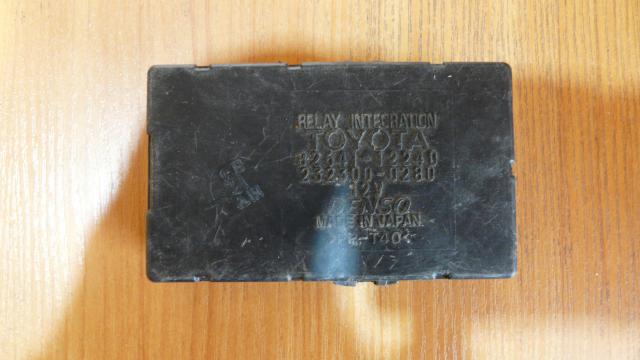 RELAY INTEGRATION
TOYOTA
82641-12240
232300-0280
12V
DENSO
MADE IN JAPAN